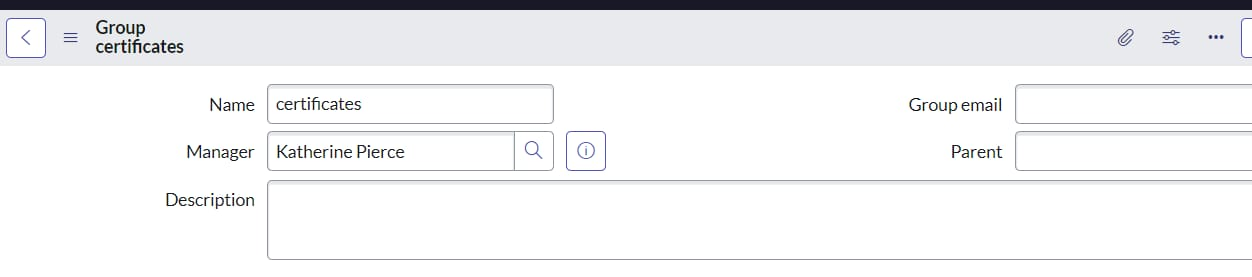 Group
certificates
Name certificates
Group email
Manager Katherine Pierce
Parent
Description